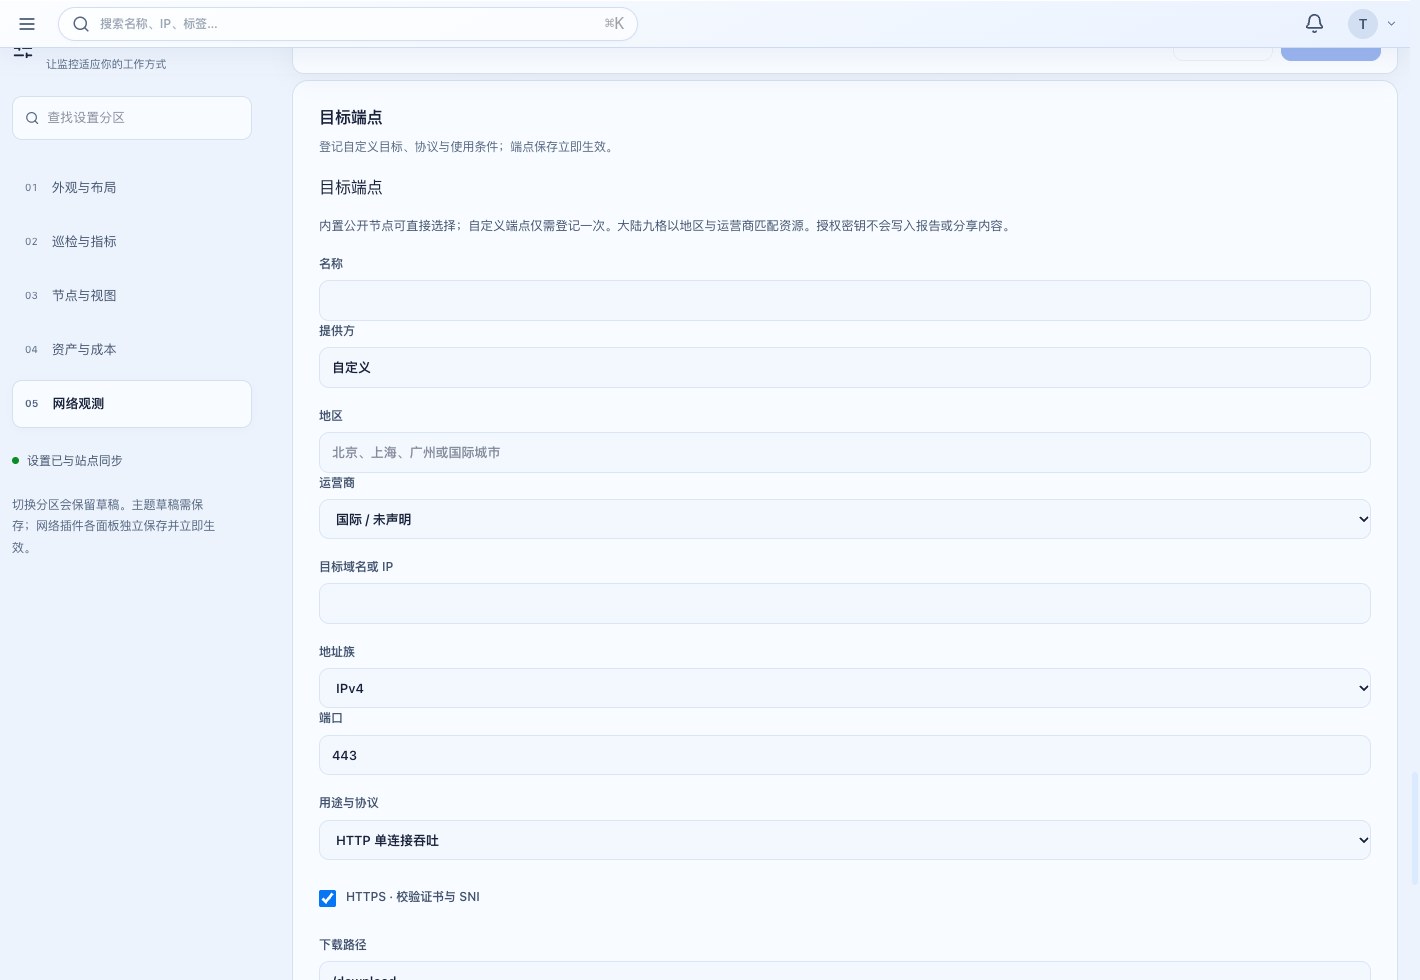 搜索名称、IP、标签...
⌘K
T
让监控适应你的工作方式
查找设置分区
01 外观与布局
02 巡检与指标
03 节点与视图
04 资产与成本
05 网络观测
设置已与站点同步
切换分区会保留草稿。主题草稿需保
存；网络插件各面板独立保存并立即生
效。
目标端点
登记自定义目标、协议与使用条件；端点保存立即生效。
目标端点
内置公开节点可直接选择；自定义端点仅需登记一次。大陆九格以地区与运营商匹配资源。授权密钥不会写入报告或分享内容。
名称
提供方
自定义
地区
北京、上海、广州或国际城市
运营商
国际 / 未声明
目标域名或 IP
地址族
IPv4
端口
443
用途与协议
HTTP 单连接吞吐
HTTPS · 校验证书与 SNI
下载路径